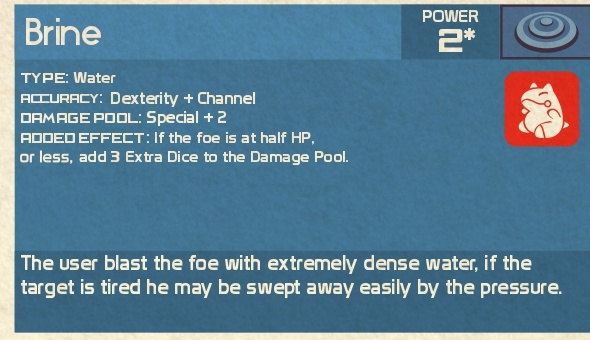 Brine
POWER
2*
TYPE: Water
ACCURACY: Dexterity + Channel
DAMAGE POOL: Special + 2
ADDED EFFECT: If the foe is at half HP,
or less, add 3 Extra Dice to the Damage Pool.
The user blast the foe with extremely dense water, if the
target is tired he may be swept away easily by the pressure.